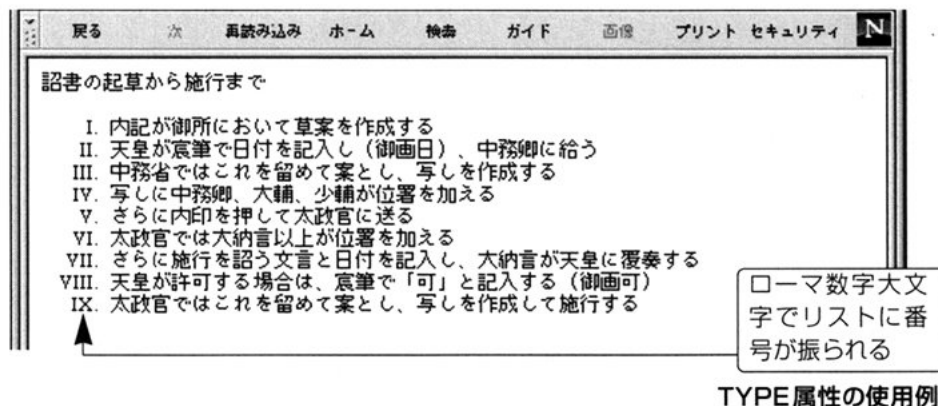 戻る 次 再読み込み ホーム 検索 ガイド 画像 プリント セキュリティ N
詔書の起草から施行まで
I. 内記が御所において草案を作成する
II. 天皇が宸筆で日付を記入し（御画日）、中務卿に給う
III. 中務省ではこれを留めて案とし、写しを作成する
IV. 写しに中務卿、大輔、少輔が位署を加える
V. さらに内印を押して太政官に送る
VI. 太政官では大納言以上が位署を加える
VII. さらに施行を詔う文言と日付を記入し、大納言が天皇に覆奏する
VIII. 天皇が許可する場合は、宸筆で「可」と記入する（御画可）
IX. 太政官ではこれを留めて案とし、写しを作成して施行する
ローマ数字大文
字でリストに番
号が振られる
TYPE属性の使用例